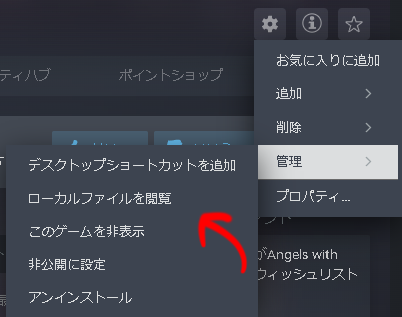 お気に入りに追加
ティハブ
ポイントショップ
追加
削除
管理
デスクトップショートカットを追加
ローカルファイルを閲覧
プロパティ...
このゲームを非表示
がAngels with
非公開に設定
ウィッシュリスト
アンインストール